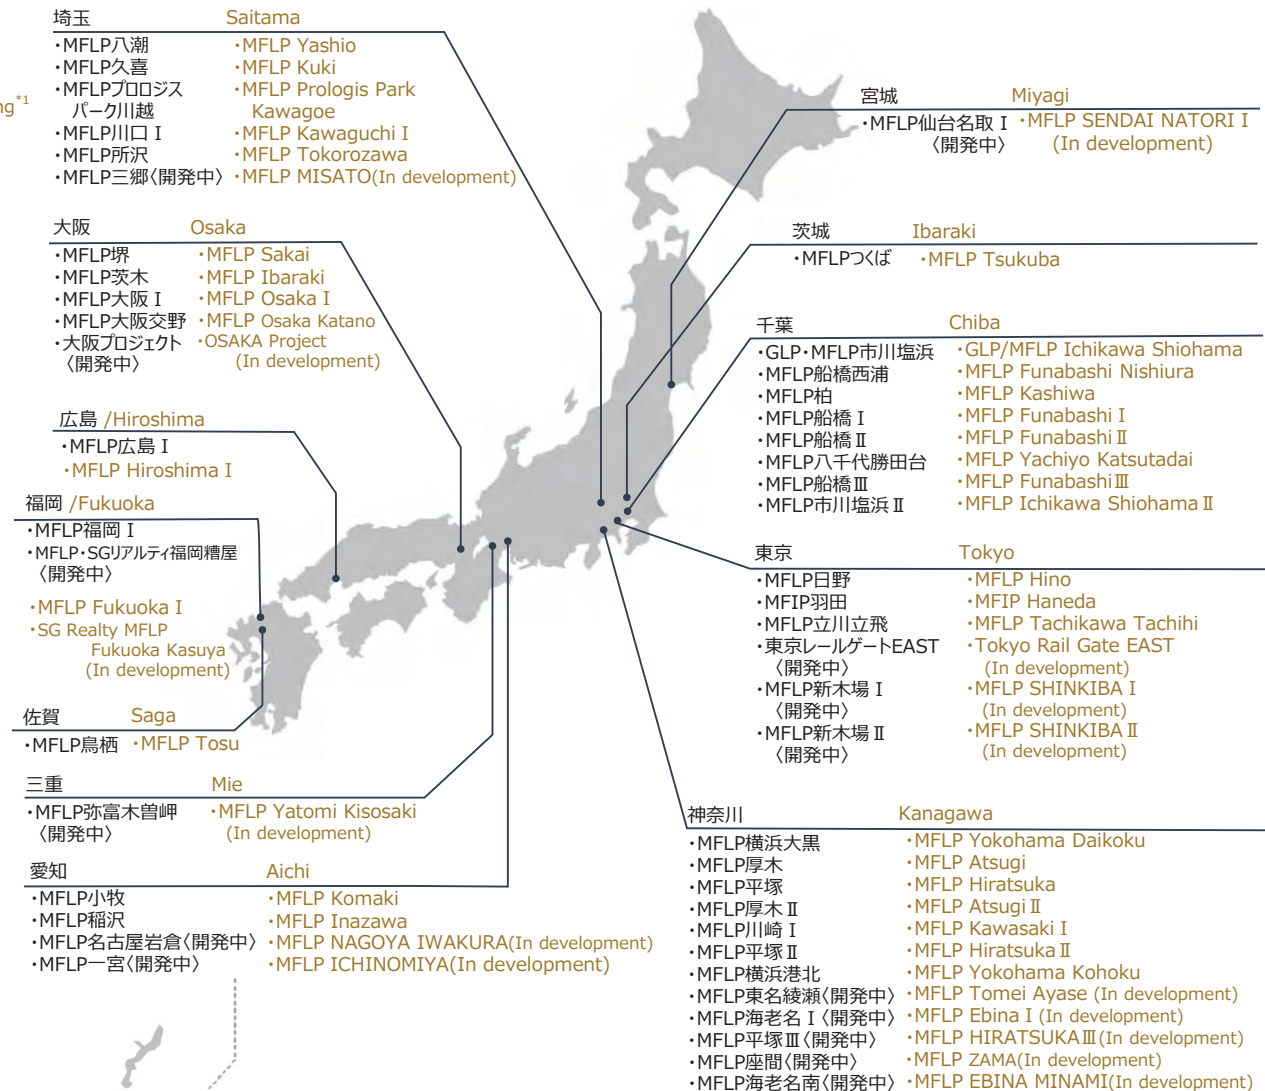 ng*1
埼玉 Saitama
・MFLP八潮 ・MFLP Yashio
・MFLP久喜 ・MFLP Kuki
・MFLPプロロジス ・MFLP Prologis Park
パーク川越 Kawagoe
・MFLP川口Ⅰ ・MFLP Kawaguchi Ⅰ
・MFLP所沢 ・MFLP Tokorozawa
・MFLP三郷〈開発中〉 ・MFLP MISATO(In development)
大阪 Osaka
・MFLP堺 ・MFLP Sakai
・MFLP茨木 ・MFLP Ibaraki
・MFLP大阪Ⅰ ・MFLP Osaka Ⅰ
・MFLP大阪交野 ・MFLP Osaka Katano
・大阪プロジェクト ・OSAKA Project
〈開発中〉 (In development)
広島 /Hiroshima
・MFLP広島Ⅰ
・MFLP Hiroshima Ⅰ
福岡 /Fukuoka
・MFLP福岡Ⅰ
・MFLP・SGリアルティ福岡糟屋
〈開発中〉
・MFLP Fukuoka Ⅰ
・SG Realty MFLP
Fukuoka Kasuya
(In development)
佐賀 Saga
・MFLP鳥栖 ・MFLP Tosu
三重 Mie
・MFLP弥富木曽岬 ・MFLP Yatomi Kisosaki
〈開発中〉 (In development)
愛知 Aichi
・MFLP小牧 ・MFLP Komaki
・MFLP稲沢 ・MFLP Inazawa
・MFLP名古屋岩倉〈開発中〉 ・MFLP NAGOYA IWAKURA(In development)
・MFLP一宮〈開発中〉 ・MFLP ICHINOMIYA(In development)
宮城 Miyagi
・MFLP仙台名取Ⅰ ・MFLP SENDAI NATORI Ⅰ
〈開発中〉 (In development)
茨城 Ibaraki
・MFLPつくば ・MFLP Tsukuba
千葉 Chiba
・GLP・MFLP市川塩浜 ・GLP/MFLP Ichikawa Shiohama
・MFLP船橋西浦 ・MFLP Funabashi Nishiura
・MFLP柏 ・MFLP Kashiwa
・MFLP船橋Ⅰ ・MFLP Funabashi Ⅰ
・MFLP船橋Ⅱ ・MFLP Funabashi Ⅱ
・MFLP八千代勝田台 ・MFLP Yachiyo Katsutadai
・MFLP船橋Ⅲ ・MFLP FunabashiⅢ
・MFLP市川塩浜Ⅱ ・MFLP Ichikawa Shiohama Ⅱ
東京 Tokyo
・MFLP日野 ・MFLP Hino
・MFIP羽田 ・MFIP Haneda
・MFLP立川立飛 ・MFLP Tachikawa Tachihi
・東京レールゲートEAST ・Tokyo Rail Gate EAST
〈開発中〉 (In development)
・MFLP新木場Ⅰ ・MFLP SHINKIBA Ⅰ
〈開発中〉 (In development)
・MFLP新木場Ⅱ ・MFLP SHINKIBA Ⅱ
〈開発中〉 (In development)
神奈川 Kanagawa
・MFLP横浜大黒 ・MFLP Yokohama Daikoku
・MFLP厚木 ・MFLP Atsugi
・MFLP平塚 ・MFLP Hiratsuka
・MFLP厚木Ⅱ ・MFLP Atsugi Ⅱ
・MFLP川崎Ⅰ ・MFLP Kawasaki Ⅰ
・MFLP平塚Ⅱ ・MFLP Hiratsuka Ⅱ
・MFLP横浜港北 ・MFLP Yokohama Kohoku
・MFLP東名綾瀬〈開発中〉 ・MFLP Tomei Ayase (In development)
・MFLP海老名Ⅰ〈開発中〉 ・MFLP Ebina Ⅰ (In development)
・MFLP平塚Ⅲ〈開発中〉 ・MFLP HIRATSUKAⅢ(In development)
・MFLP座間〈開発中〉 ・MFLP ZAMA(In development)
・MFLP海老名南〈開発中〉 ・MFLP EBINA MINAMI(In development)